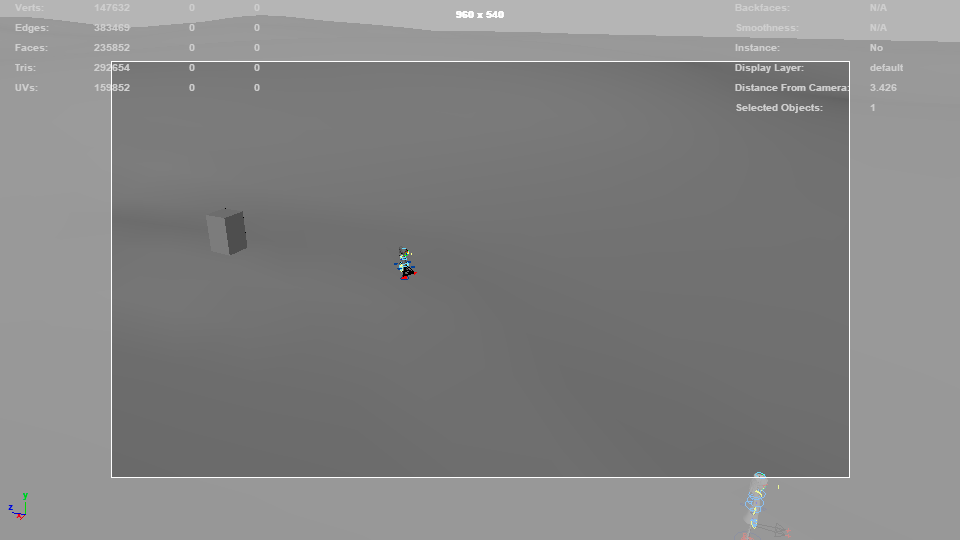 Verts: 147632 0 0
Edges: 383489 0 0
Faces: 235852 0 0
Tris: 292654 0 0
UVs: 159852 0 0
960 x 540
Backfaces: N/A
Smoothness: N/A
Instance: No
Display Layer: default
Distance From Camera: 3.426
Selected Objects: 1
y
z
x